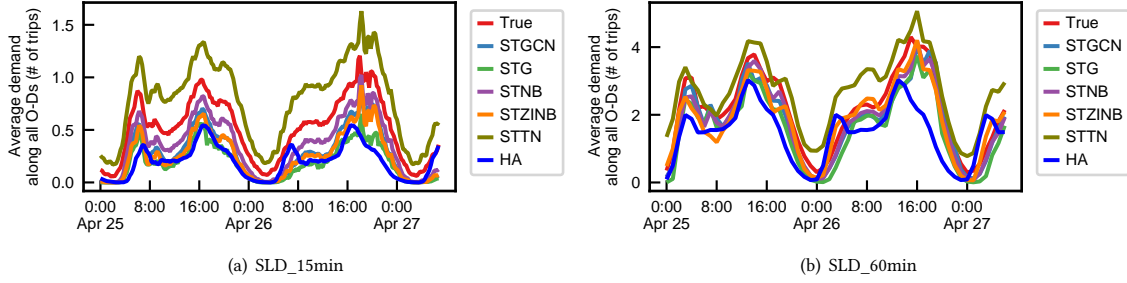 Average demand
along all O-Ds (# of trips)
1.5
1.0
0.5
0.0
0:00 8:00 16:00 0:00 8:00 16:00 0:00
Apr 25 Apr 26 Apr 27
True
STGCN
STG
STNB
STZINB
STTN
HA
(a) SLD_15min
Average demand
along all O-Ds (# of trips)
4
2
0
0:00 8:00 16:00 0:00 8:00 16:00 0:00
Apr 25 Apr 26 Apr 27
True
STGCN
STG
STNB
STZINB
STTN
HA
(b) SLD_60min